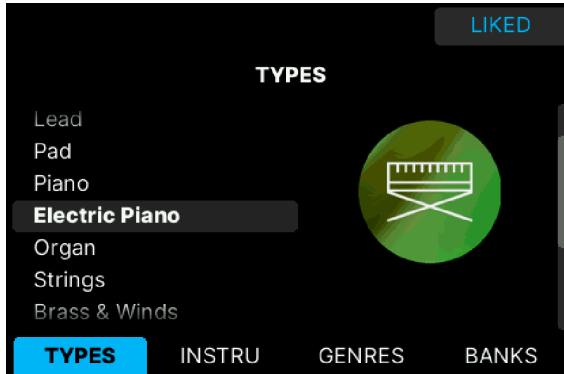 LIKED
TYPES
Lead
Pad
Piano
Electric Piano
Organ
Strings
Brass & Winds
TYPES INSTRU GENRES BANKS